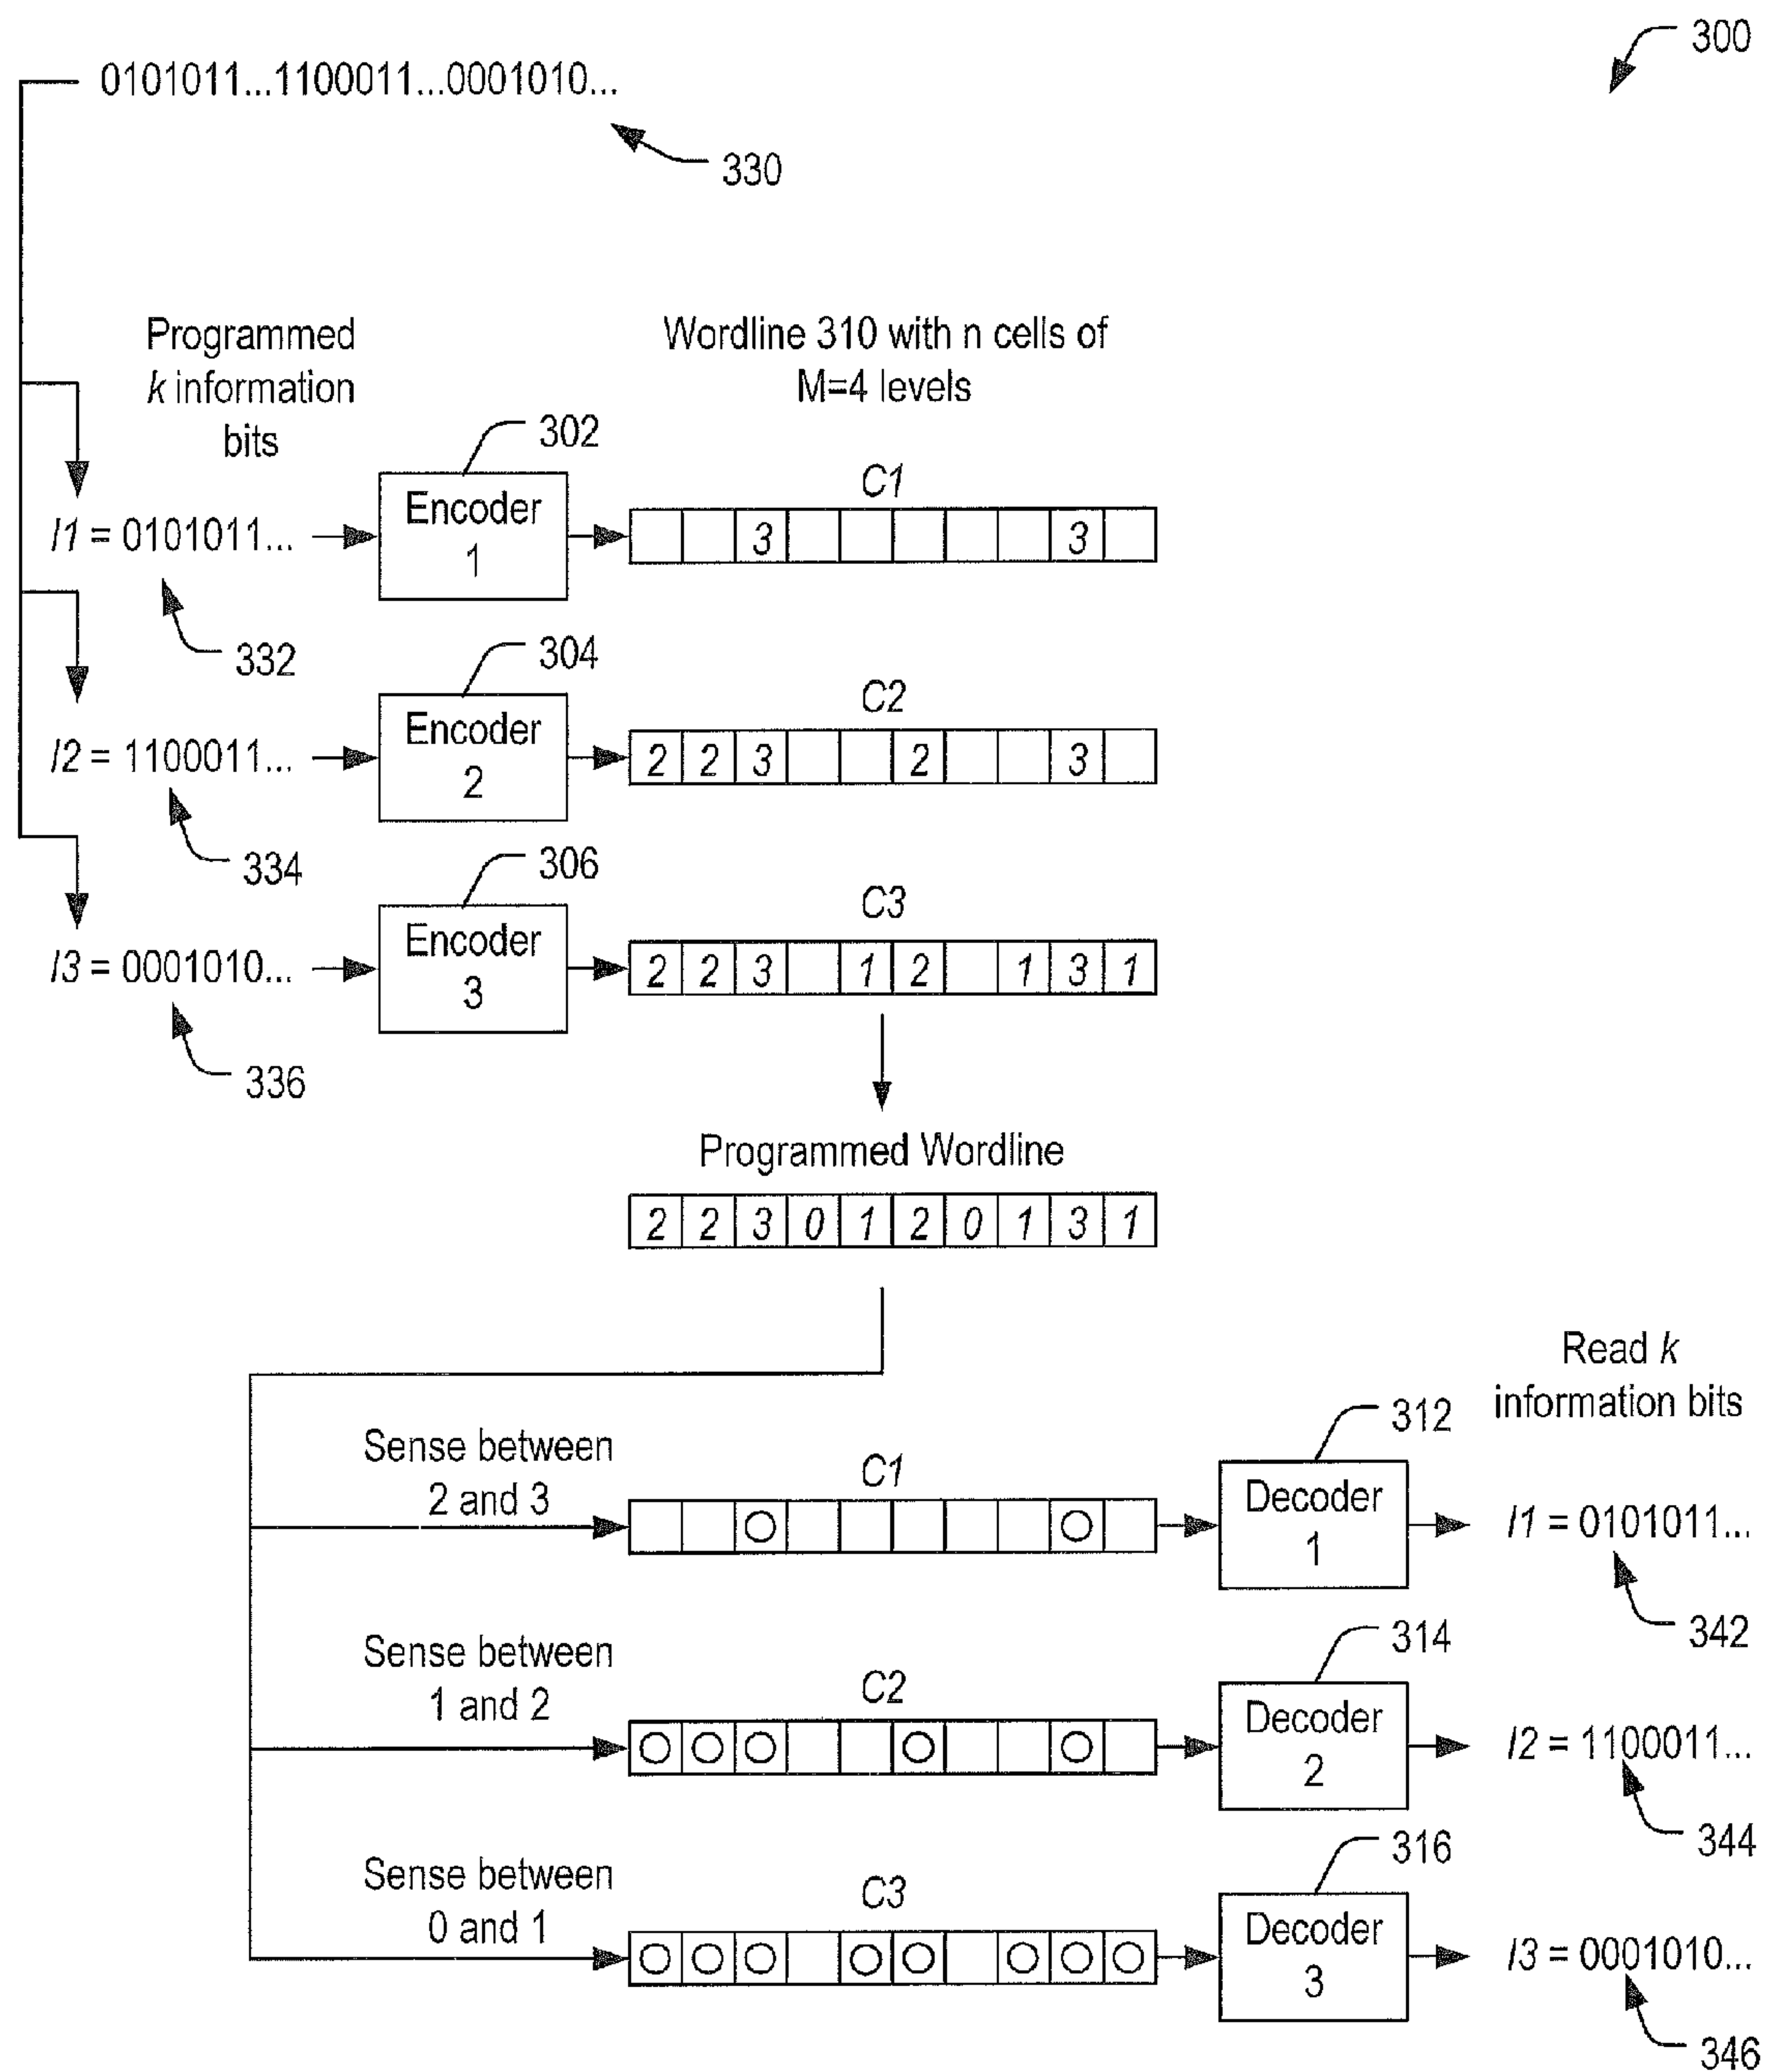 300
0101011...1100011...0001010...
330
Programmed
k information
bits
Wordline 310 with n cells of
M=4 levels
302
C1
I1 = 0101011...
Encoder
1
3 3
332
304
C2
I2 = 1100011...
Encoder
2
2 2 3 2 3
334
306
C3
I3 = 0001010...
Encoder
3
2 2 3 1 2 1 3 1
336
Programmed Wordline
2 2 3 0 1 2 0 1 3 1
Read k
information bits
312
Sense between
2 and 3
C1
Decoder
1
I1 = 0101011...
342
314
Sense between
1 and 2
C2
Decoder
2
I2 = 1100011...
344
316
Sense between
0 and 1
C3
Decoder
3
I3 = 0001010...
346